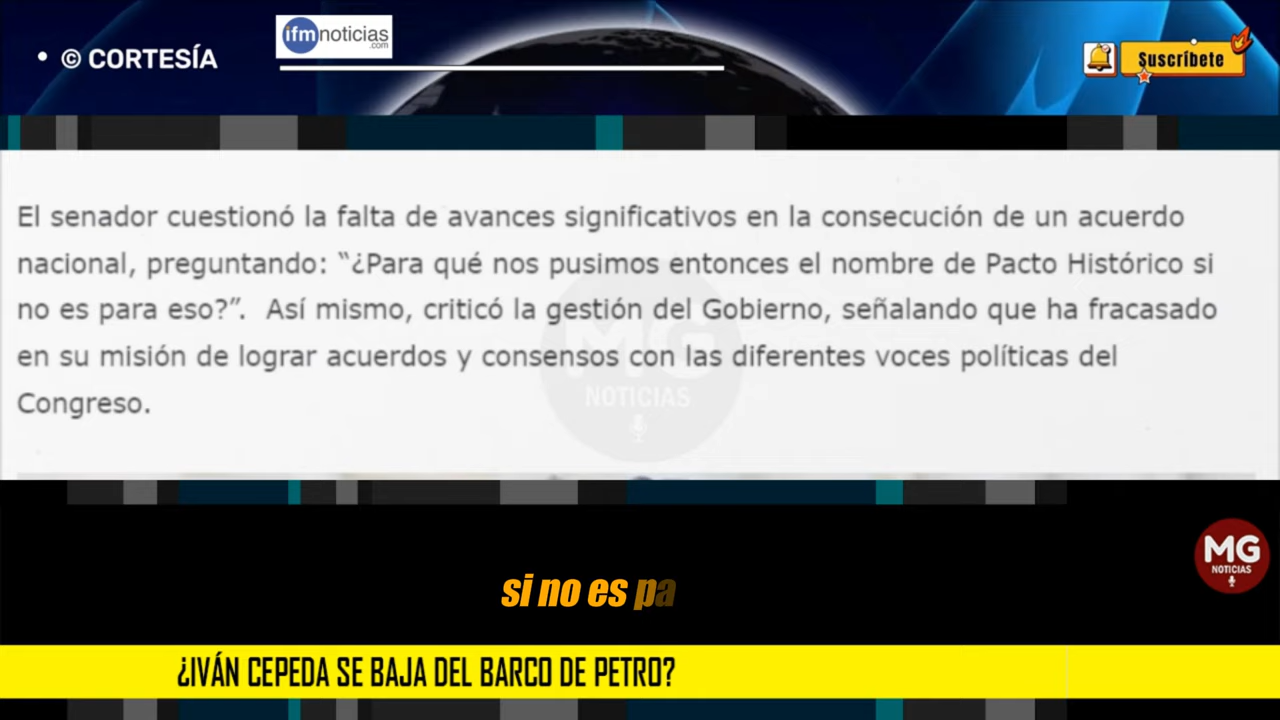 • © CORTESÍA
ifmnoticias
.com
Suscríbete
El senador cuestionó la falta de avances significativos en la consecución de un acuerdo
nacional, preguntando: “¿Para qué nos pusimos entonces el nombre de Pacto Histórico si
no es para eso?”. Así mismo, criticó la gestión del Gobierno, señalando que ha fracasado
en su misión de lograr acuerdos y consensos con las diferentes voces políticas del
Congreso.
MG
NOTICIAS
si no es pa
MG
NOTICIAS
¿IVÁN CEPEDA SE BAJA DEL BARCO DE PETRO?